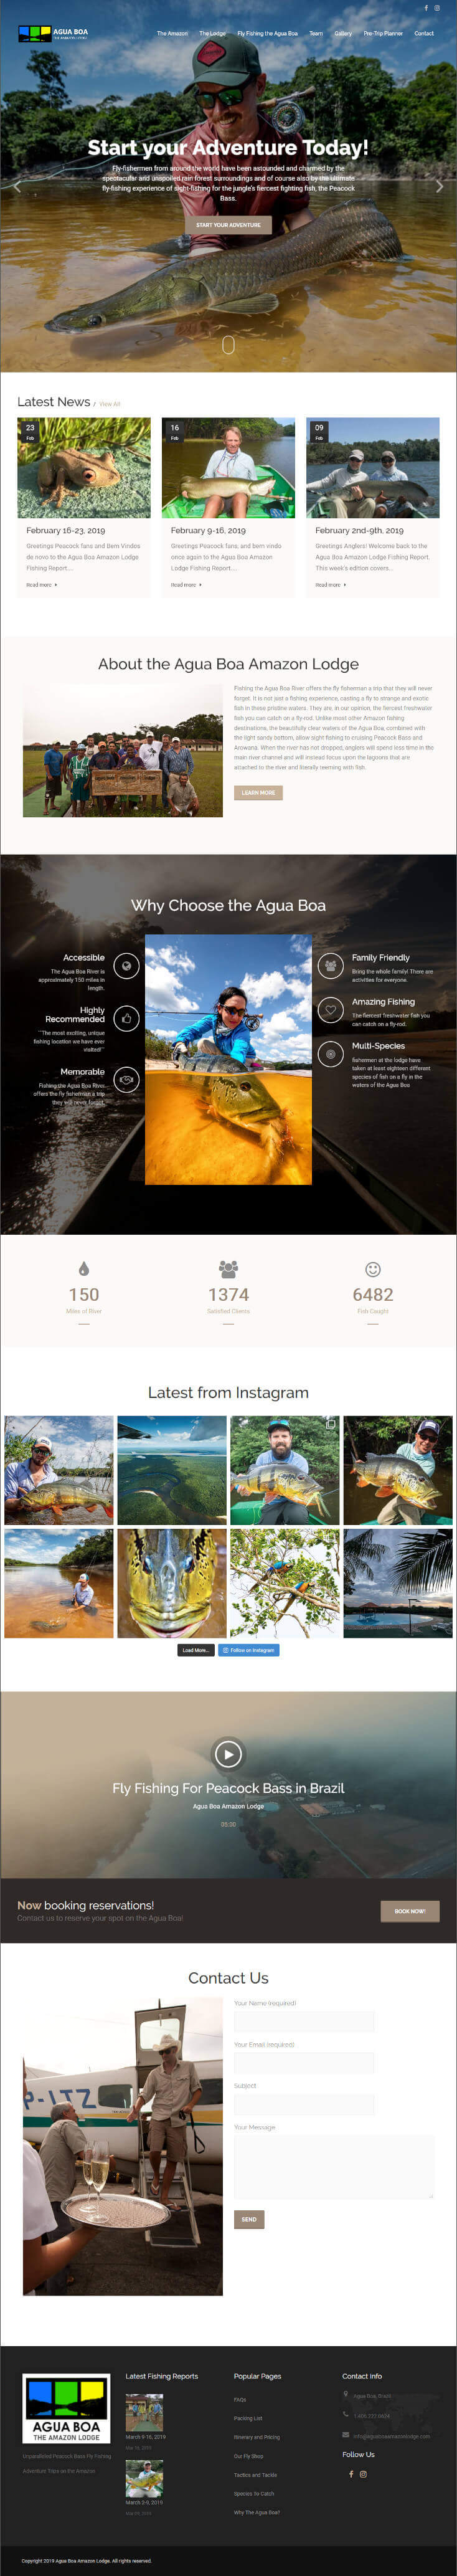 AGUA BOA
THE AMAZON LODGE
The Amazon
The Lodge
Fly Fishing the Agua Boa
Team
Gallery
Pre-Trip Planner
Contact
Start your Adventure Today!
Fly-fishermen from around the world have been astounded and charmed by the
spectacular and unspoiled rain forest surroundings and of course also by the ultimate
fly-fishing experience of sight-fishing for the jungle's fiercest fighting fish, the Peacock
Bass.
START YOUR ADVENTURE
Latest News / View All
23
Feb
February 16-23, 2019
Greetings Peacock fans and Bem Vindos
de novo to the Agua Boa Amazon Lodge
Fishing Report....
Read more
16
Feb
February 9-16, 2019
Greetings Peacock fans, and bem vindo
once again to the Agua Boa Amazon
Lodge Fishing Report....
Read more
09
Feb
February 2nd-9th, 2019
Greetings Anglers! Welcome back to the
Agua Boa Amazon Lodge Fishing Report.
This week's edition covers...
Read more
About the Agua Boa Amazon Lodge
Fishing the Agua Boa River offers the fly fisherman a trip that they will never
forget. It is not just a fishing experience, casting a fly to strange and exotic
fish in these pristine waters. They are, in our opinion, the fiercest freshwater
fish you can catch on a fly-rod. Unlike most other Amazon fishing
destinations, the beautifully clear waters of the Agua Boa, combined with
the light sandy bottom, allow sight fishing to cruising Peacock Bass and
Arowana. When the river has not dropped, anglers will spend less time in the
main river channel and will instead focus upon the lagoons that are
attached to the river and literally teeming with fish.
LEARN MORE
Why Choose the Agua Boa
Accessible
The Agua Boa River is
approximately 150 miles in
length.
Highly
Recommended
"The most exciting, unique
fishing location we have ever
visited!"
Memorable
Fishing the Agua Boa River
offers the fly fisherman a trip
they will never forget.
Family Friendly
Bring the whole family! There are
activities for everyone.
Amazing Fishing
The fiercest freshwater fish you
can catch on a fly-rod.
Multi-Species
fishermen at the lodge have
taken at least eighteen different
species of fish on a fly in the
waters of the Agua Boa
150
Miles of River
1374
Satisfied Clients
6482
Fish Caught
Latest from Instagram
Load More...
Follow on Instagram
Fly Fishing For Peacock Bass in Brazil
Agua Boa Amazon Lodge
05:00
Now booking reservations!
Contact us to reserve your spot on the Agua Boa!
BOOK NOW!
Contact Us
P-ITZ
Your Name (required)
Your Email (required)
Subject
Your Message
SEND
AGUA BOA
THE AMAZON LODGE
Unparalleled Peacock Bass Fly Fishing
Adventure Trips on the Amazon
Latest Fishing Reports
March 9-16, 2019
March 2-9, 2019
Popular Pages
FAQs
Packing List
Itinerary and Pricing
Our Fly Shop
Tactics and Tackle
Species To Catch
Why The Agua Boa?
Contact Info
Agua Boa, Brazil
Follow Us
Copyright 2019 Agua Boa Amazon Lodge. All rights reserved.